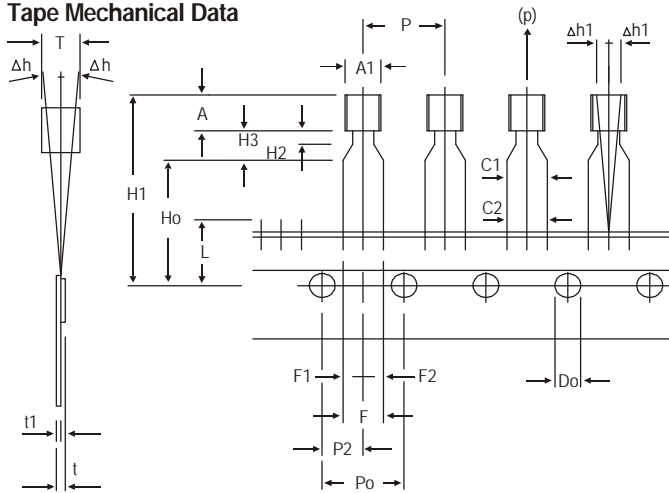 Tape Mechanical Data
(p)
T
P
Δh1
Δh1
Δh
Δh
A1
A
H3
H2
C1
H1
Ho
C2
L
F1
F2
Do
F
t1
P2
t
Po